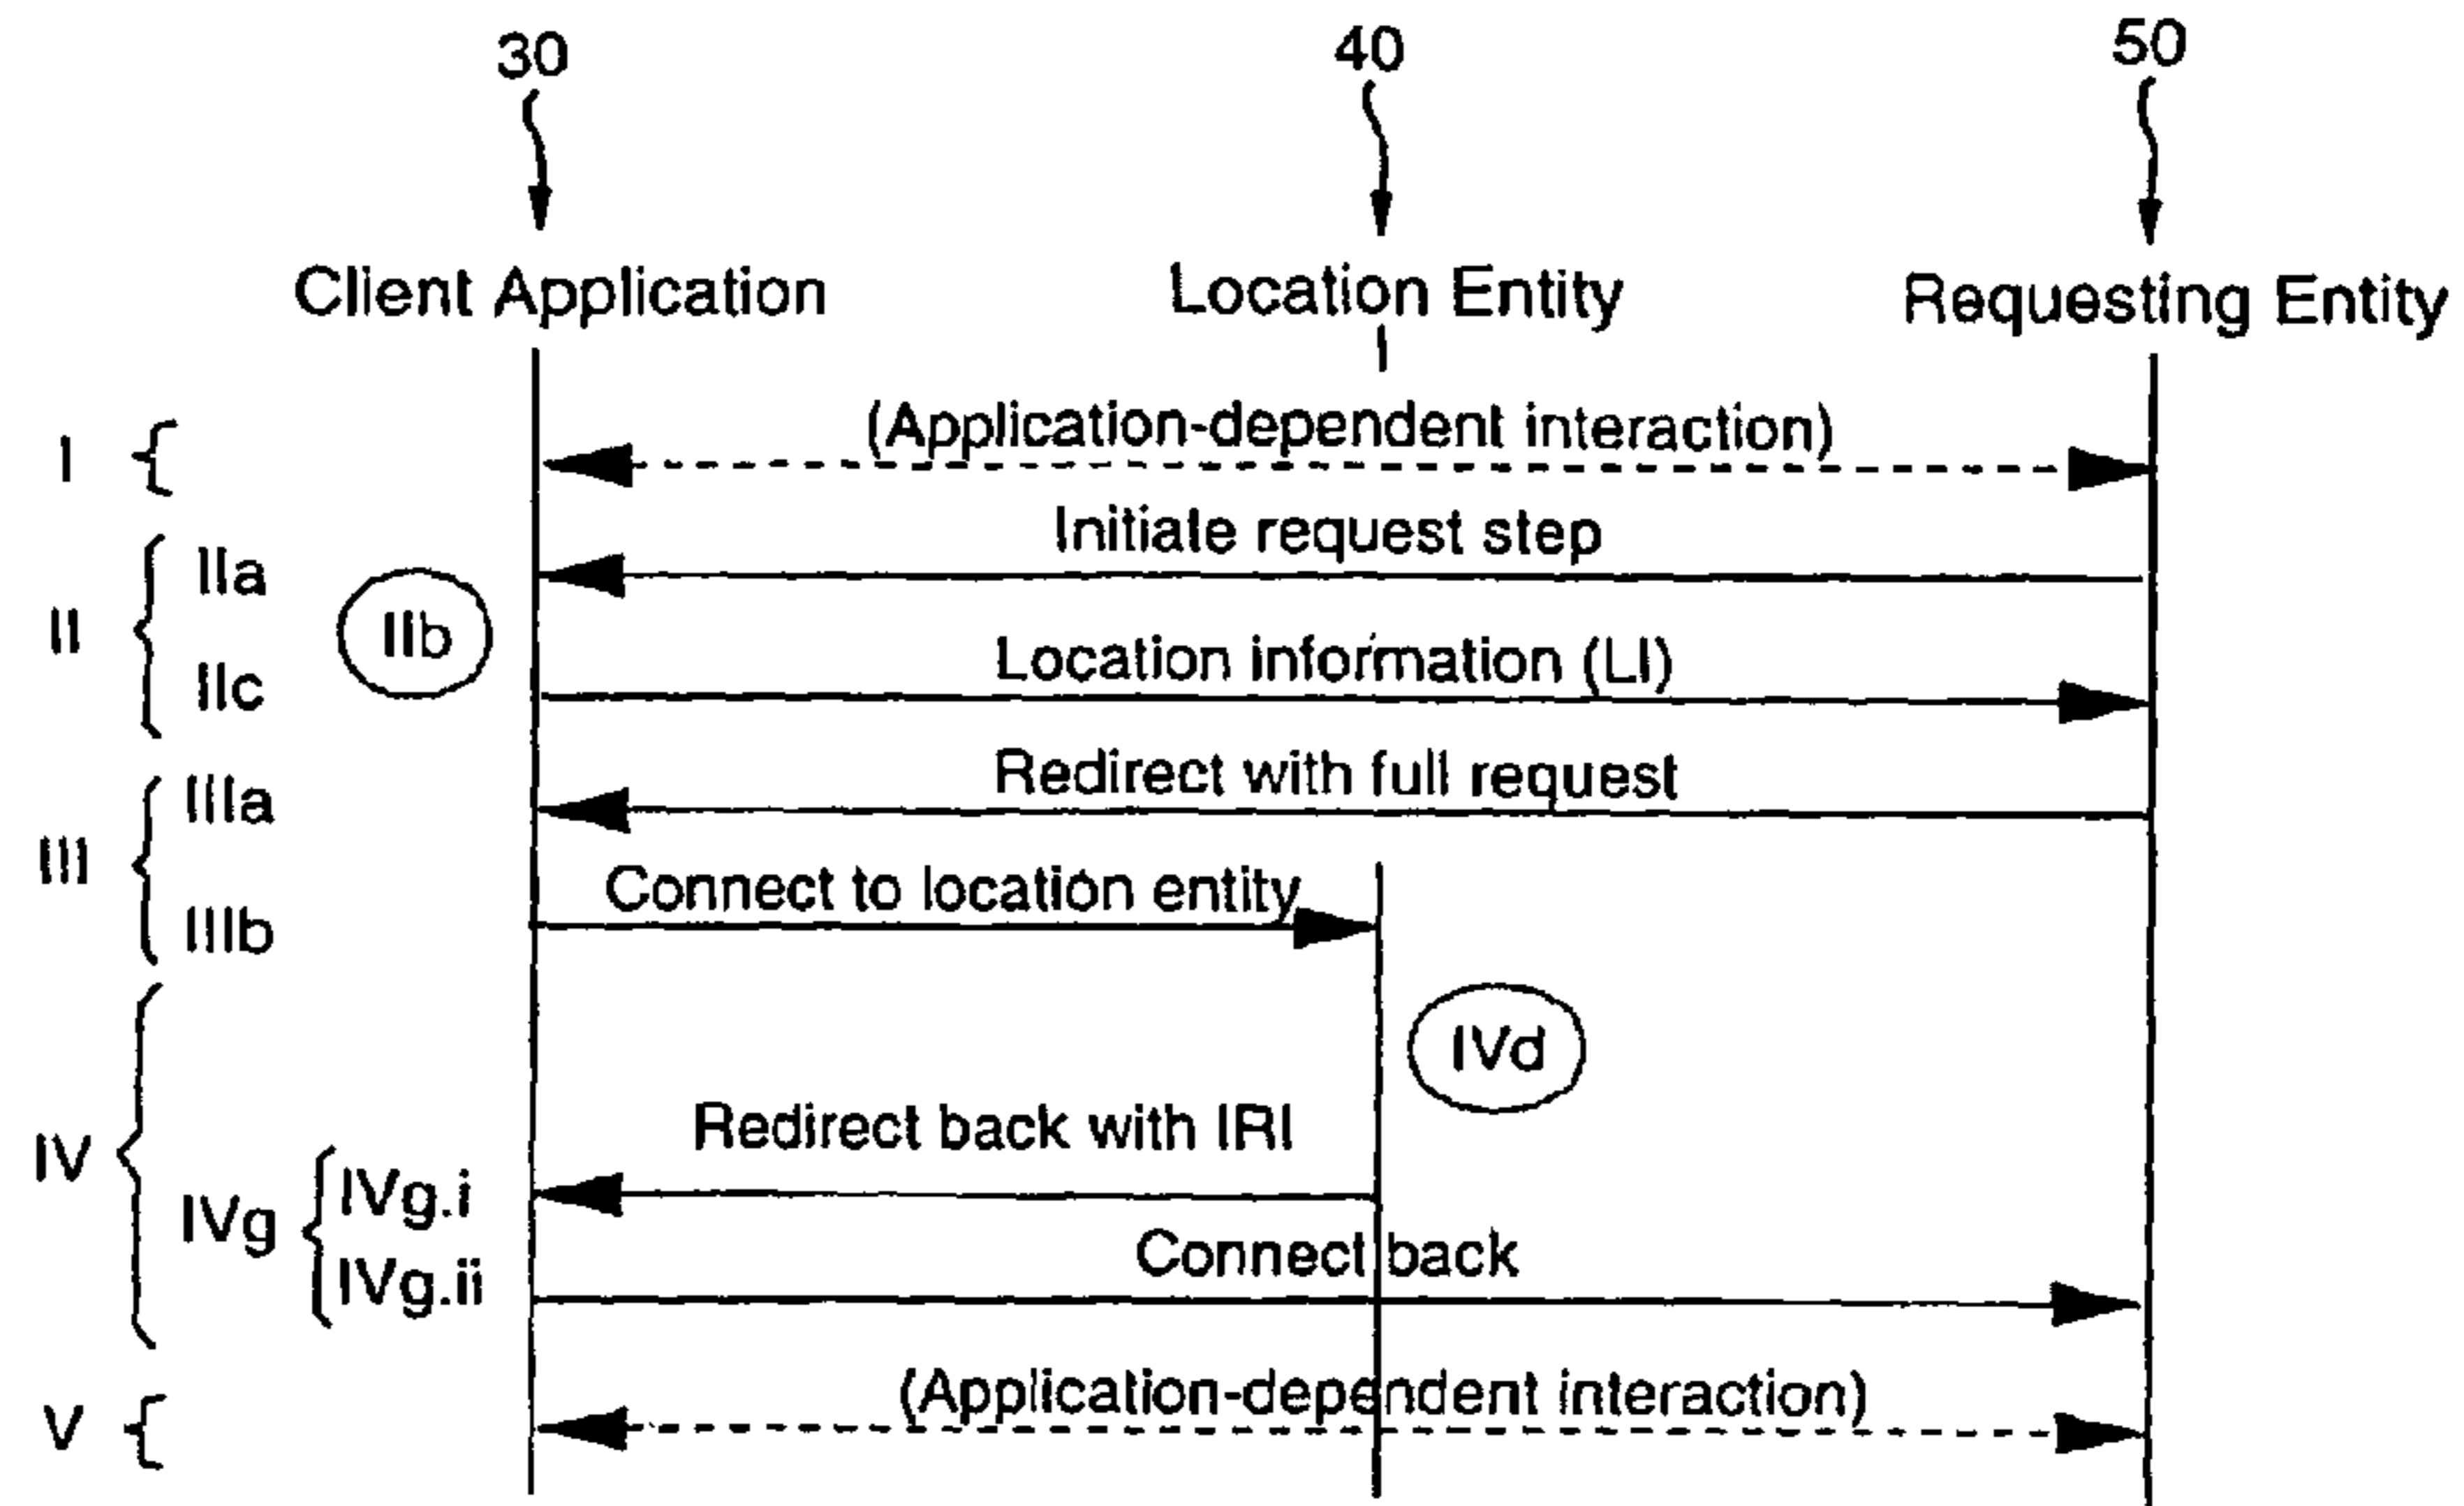 30 40 50
Client Application Location Entity Requesting Entity
(Application-dependent interaction)
I
Initiate request step
IIa
II
IIb
Location information (LI)
IIc
Redirect with full request
IIIa
III
Connect to location entity
IIIb
IVd
Redirect back with IRI
IV
IVg
IVg.i
Connect back
IVg.ii
(Application-dependent interaction)
V